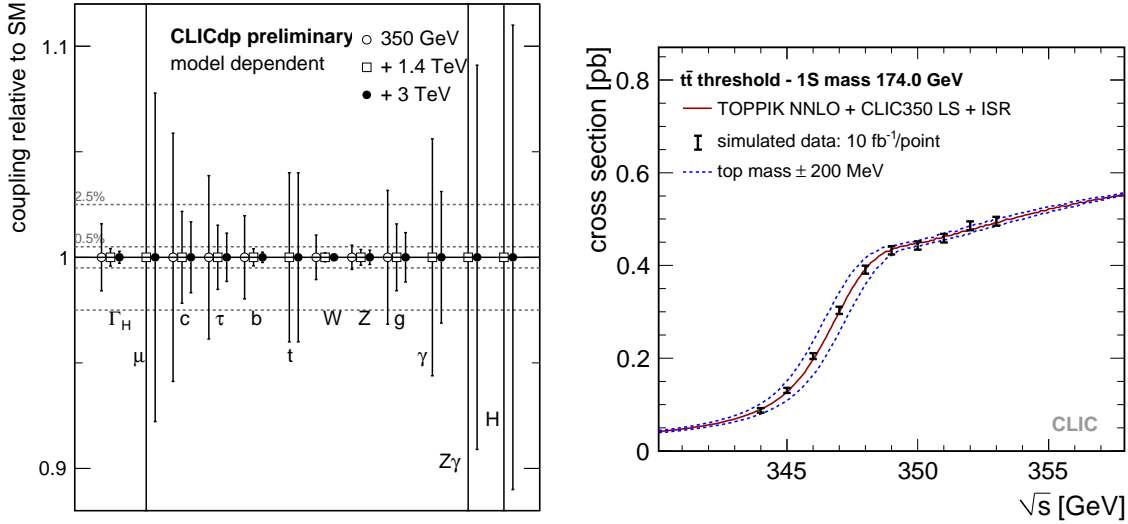 coupling relative to SM
1.1
1
0.9
CLICdp preliminary
model dependent
350 GeV
+ 1.4 TeV
+ 3 TeV
2.5%
0.5%
Γ_H
μ
c
τ
b
t
W
Z
g
γ
Zγ
H
cross section [pb]
0.8
0.6
0.4
0.2
0
tt̄ threshold - 1S mass 174.0 GeV
TOPPIK NNLO + CLIC350 LS + ISR
simulated data: 10 fb⁻¹/point
top mass ± 200 MeV
CLIC
345
350
355
√s [GeV]